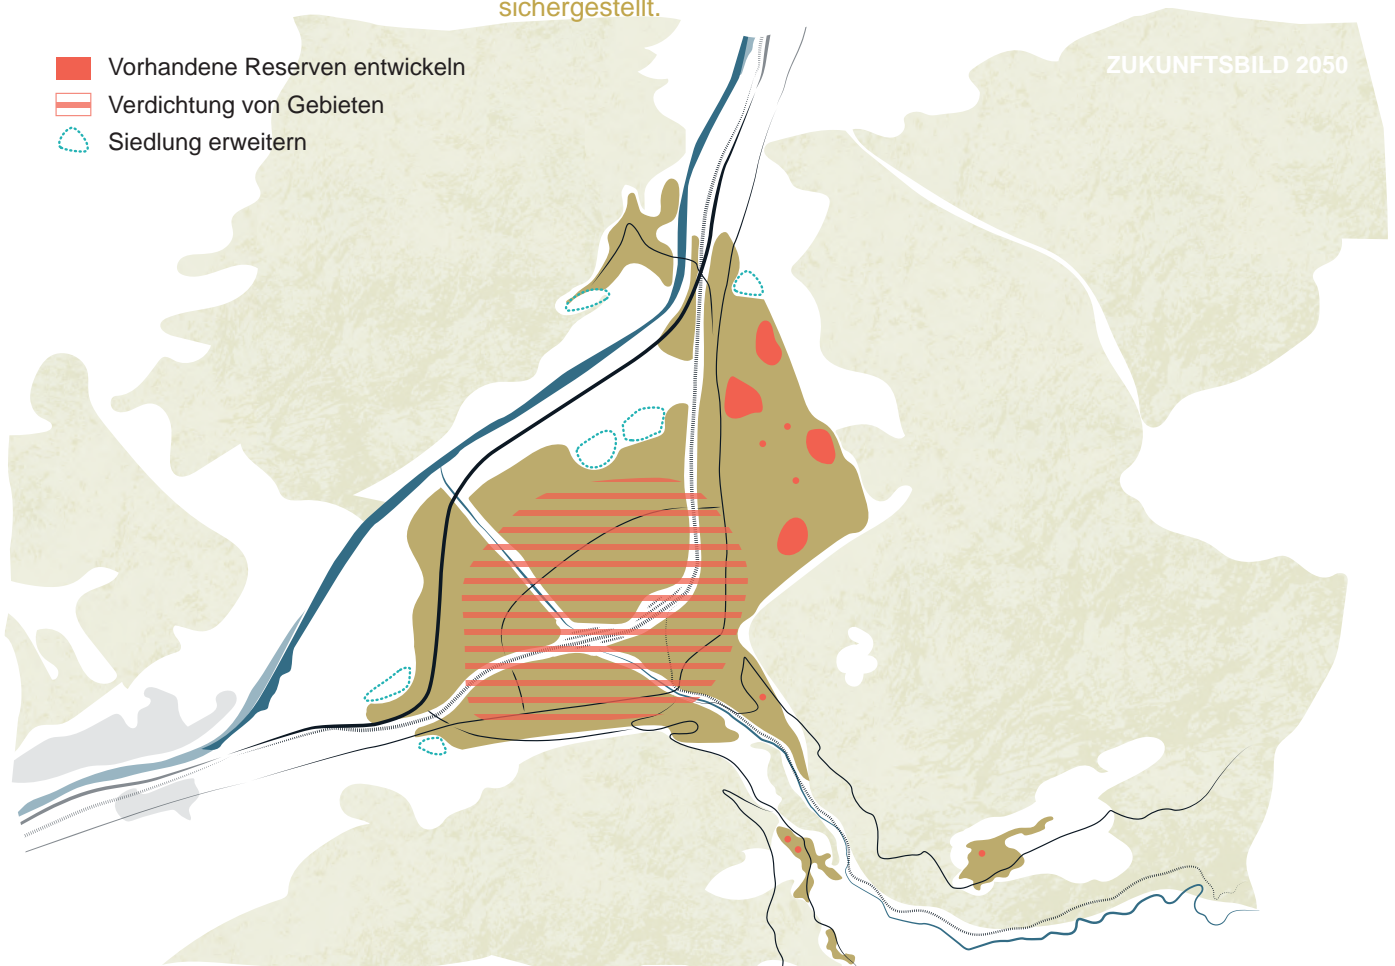 sichergestellt.
ZUKUNFTSBILD 2050
Vorhandene Reserven entwickeln
Verdichtung von Gebieten
Siedlung erweitern